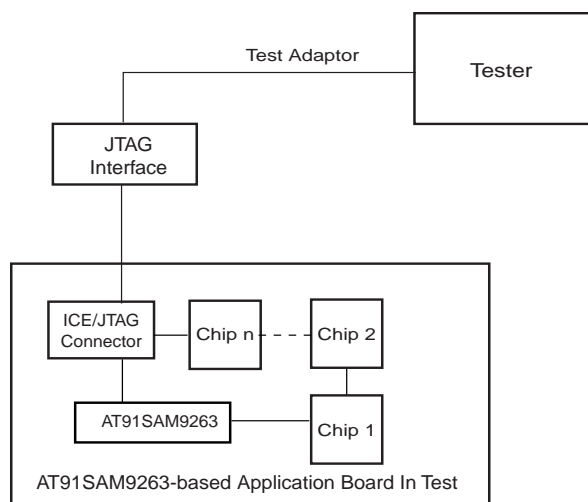 Test Adaptor
Tester
JTAG
Interface
ICE/JTAG
Connector
Chip n
Chip 2
AT91SAM9263
Chip 1
AT91SAM9263-based Application Board In Test